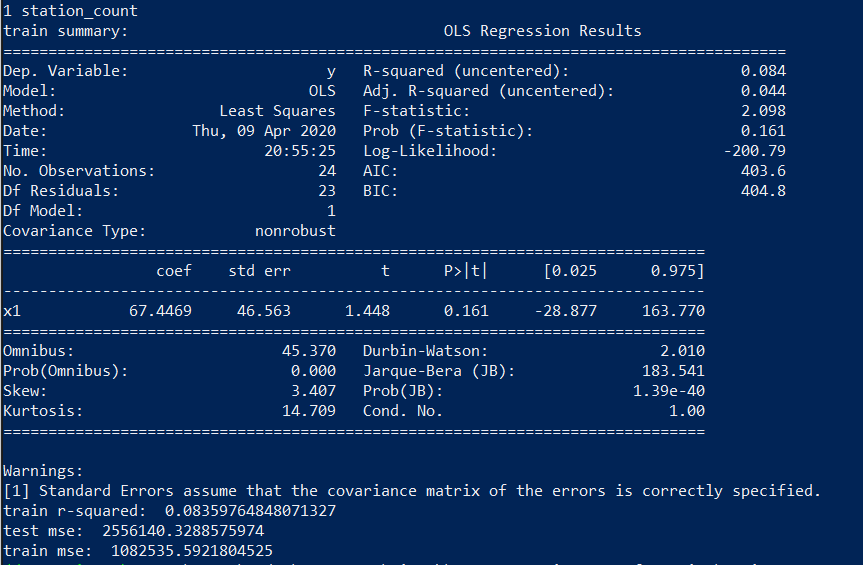 1 station_count
train summary: OLS Regression Results
=======================================================================================
Dep. Variable: y R-squared (uncentered): 0.084
Model: OLS Adj. R-squared (uncentered): 0.044
Method: Least Squares F-statistic: 2.098
Date: Thu, 09 Apr 2020 Prob (F-statistic): 0.161
Time: 20:55:25 Log-Likelihood: -200.79
No. Observations: 24 AIC: 403.6
Df Residuals: 23 BIC: 404.8
Df Model: 1
Covariance Type: nonrobust
==============================================================================
coef std err t P>|t| [0.025 0.975]
------------------------------------------------------------------------------
x1 67.4469 46.563 1.448 0.161 -28.877 163.770
==============================================================================
Omnibus: 45.370 Durbin-Watson: 2.010
Prob(Omnibus): 0.000 Jarque-Bera (JB): 183.541
Skew: 3.407 Prob(JB): 1.39e-40
Kurtosis: 14.709 Cond. No. 1.00
==============================================================================
Warnings:
[1] Standard Errors assume that the covariance matrix of the errors is correctly specified.
train r-squared: 0.08359764848071327
test mse: 2556140.3288575974
train mse: 1082535.5921804525